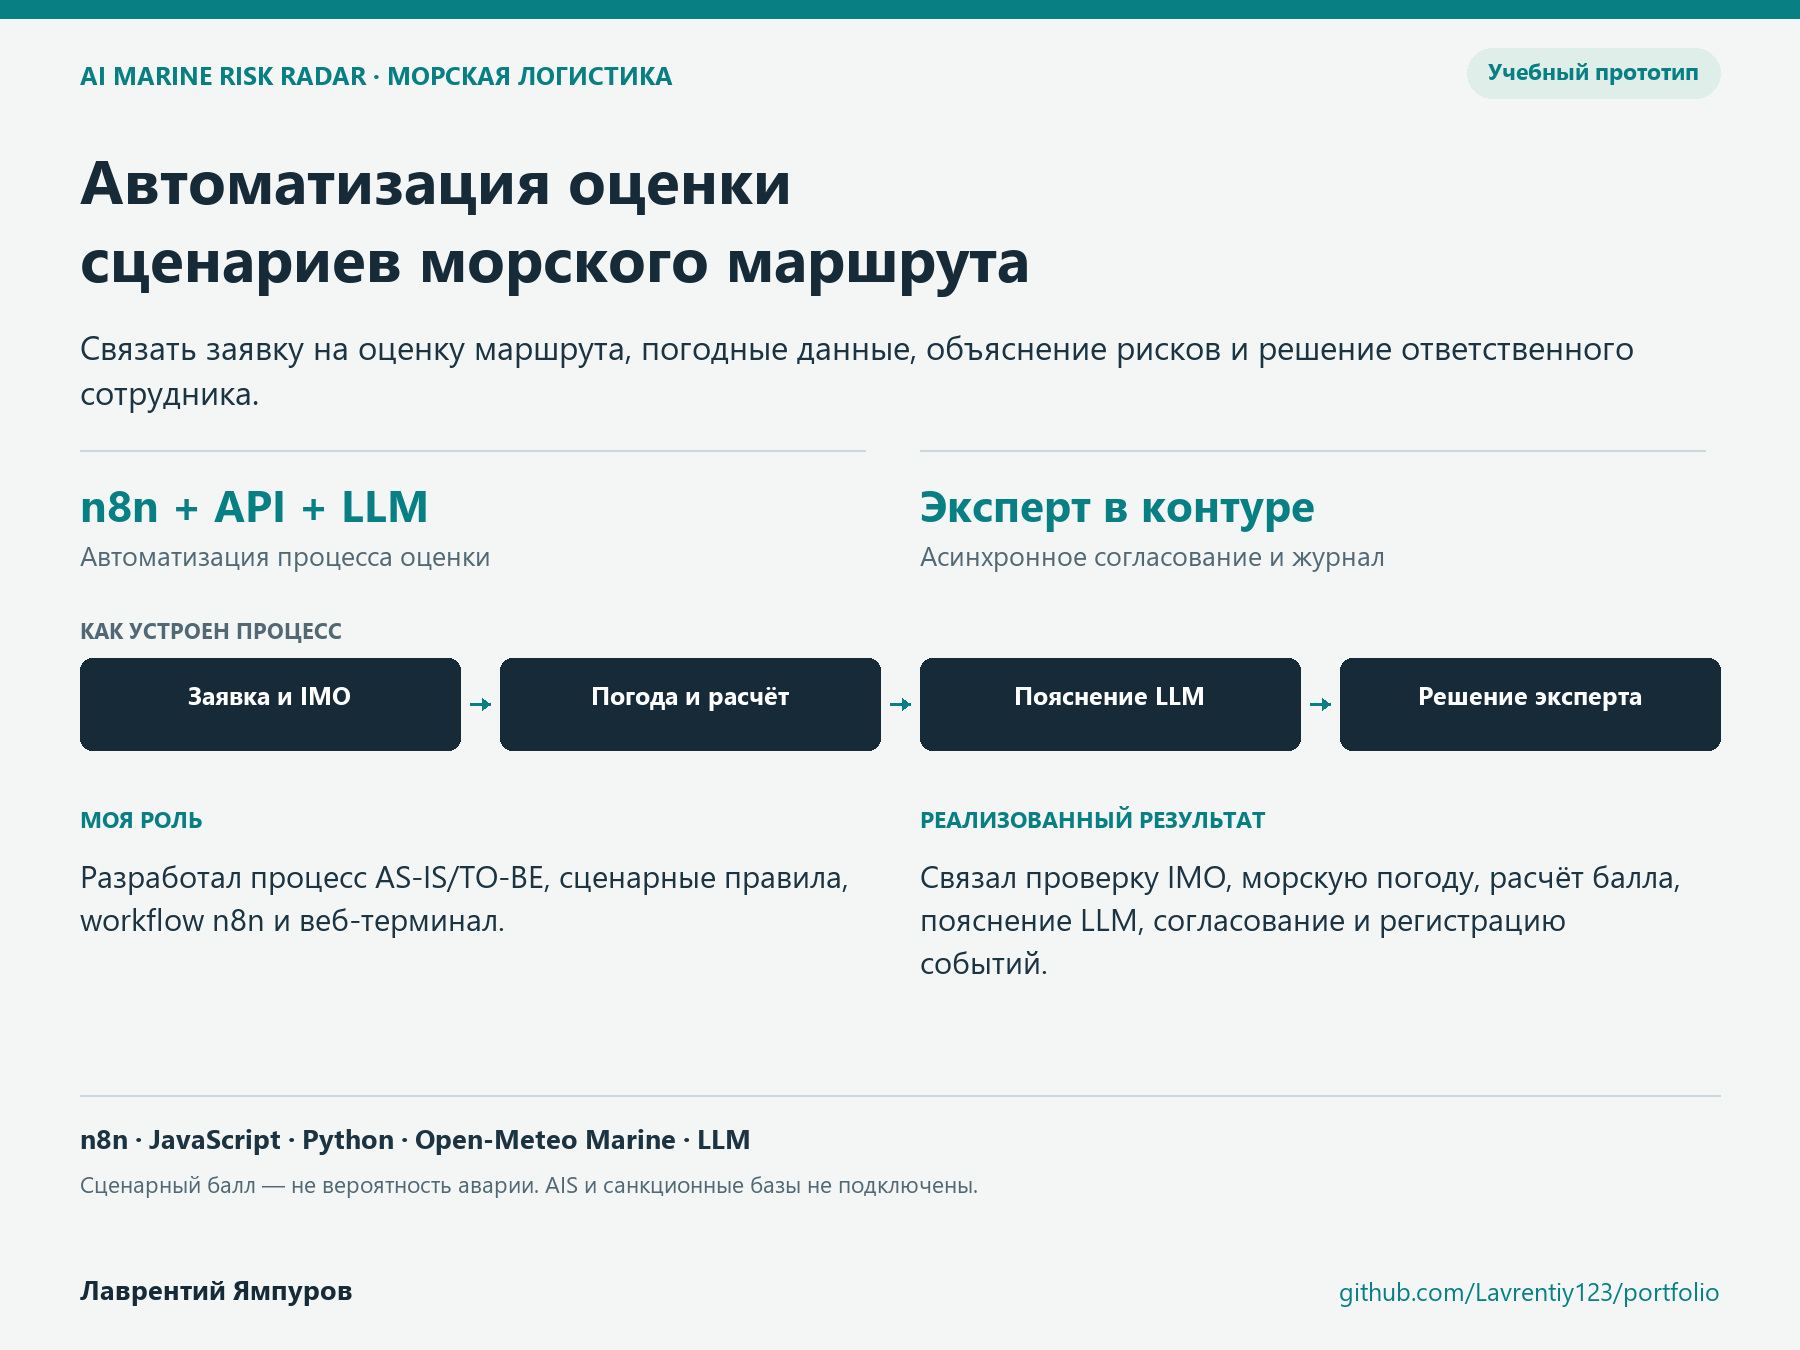 AI MARINE RISK RADAR · МОРСКАЯ ЛОГИСТИКА
Учебный прототип
Автоматизация оценки
сценариев морского маршрута
Связать заявку на оценку маршрута, погодные данные, объяснение рисков и решение ответственного
сотрудника.
n8n + API + LLM
Автоматизация процесса оценки
Эксперт в контуре
Асинхронное согласование и журнал
КАК УСТРОЕН ПРОЦЕСС
Заявка и IMO
Погода и расчёт
Пояснение LLM
Решение эксперта
МОЯ РОЛЬ
Разработал процесс AS-IS/TO-BE, сценарные правила,
workflow n8n и веб-терминал.
РЕАЛИЗОВАННЫЙ РЕЗУЛЬТАТ
Связал проверку IMO, морскую погоду, расчёт балла,
пояснение LLM, согласование и регистрацию
событий.
n8n · JavaScript · Python · Open-Meteo Marine · LLM
Сценарный балл — не вероятность аварии. AIS и санкционные базы не подключены.
Лаврентий Ямпуров
github.com/Lavrentiy123/portfolio